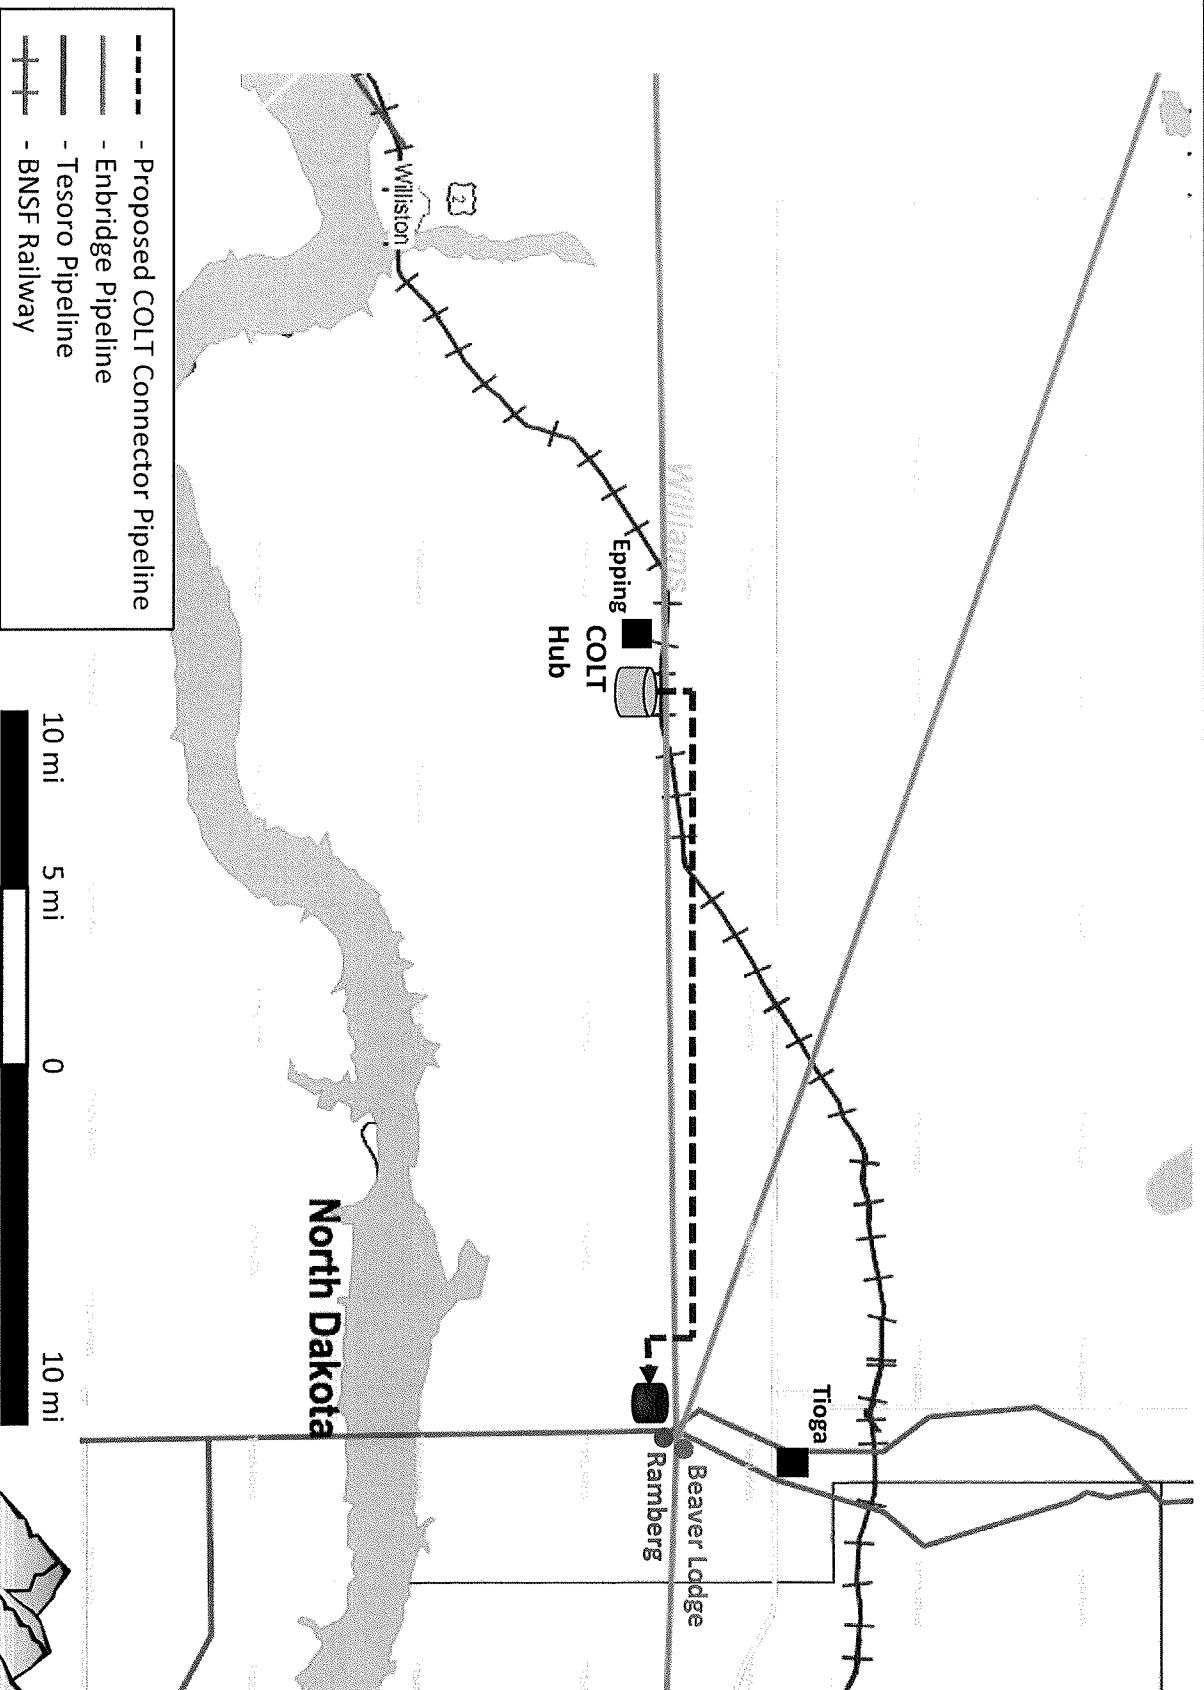 2
Williston
Williams
Epping
COLT
Hub
Tioga
Beaver Lodge
Ramberg
North Dakota
- Proposed COLT Connector Pipeline
- Enbridge Pipeline
- Tesoro Pipeline
- BNSF Railway
10 mi 5 mi 0 10 mi